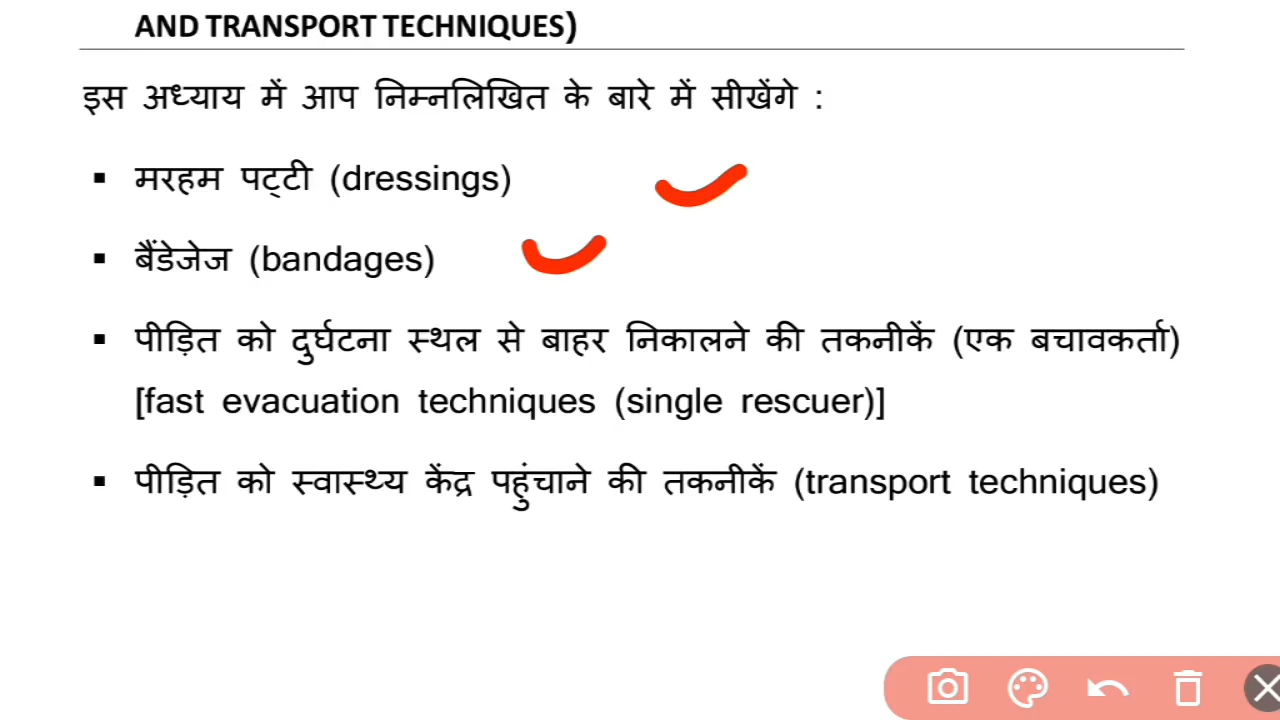 AND TRANSPORT TECHNIQUES)
इस अध्याय में आप निम्नलिखित के बारे में सीखेंगे :
▪ मरहम पट्टी (dressings)
▪ बैंडेजेज (bandages)
▪ पीड़ित को दुर्घटना स्थल से बाहर निकालने की तकनीकें (एक बचावकर्ता)
[fast evacuation techniques (single rescuer)]
▪ पीड़ित को स्वास्थ्य केंद्र पहुंचाने की तकनीकें (transport techniques)